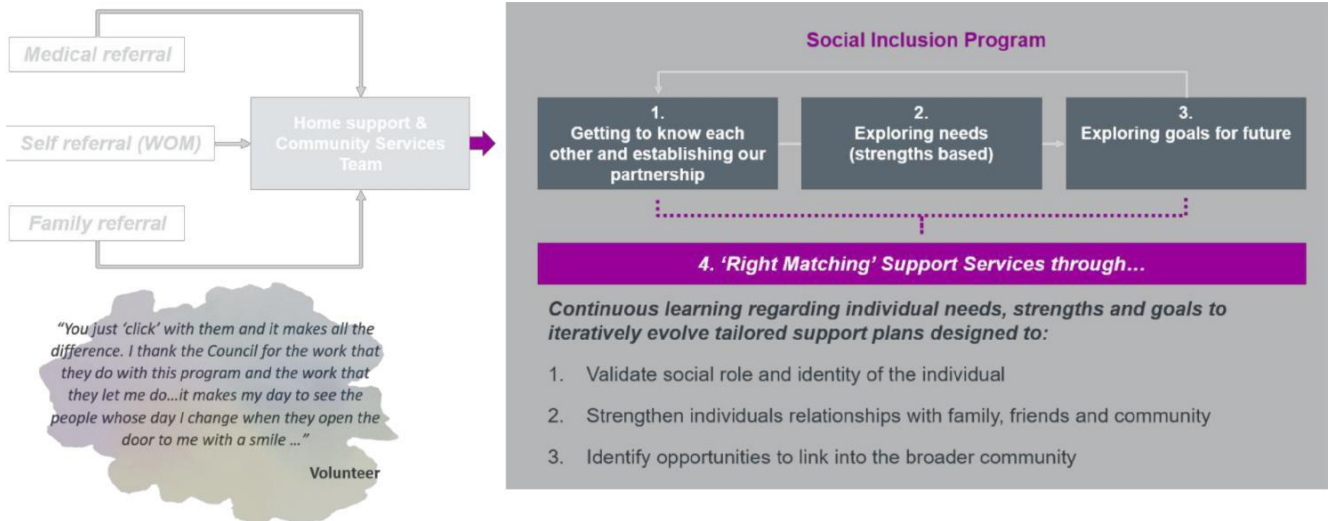 Medical referral
Self referral (WOM)
Family referral
Home support &
Community Services
Team
“You just ‘click’ with them and it makes all the
difference. I thank the Council for the work that
they do with this program and the work that
they let me do…it makes my day to see the
people whose day I change when they open the
door to me with a smile …”
Volunteer
Social Inclusion Program
1.
Getting to know each
other and establishing our
partnership
2.
Exploring needs
(strengths based)
3.
Exploring goals for future
4. ‘Right Matching’ Support Services through…
Continuous learning regarding individual needs, strengths and goals to
iteratively evolve tailored support plans designed to:
1. Validate social role and identity of the individual
2. Strengthen individuals relationships with family, friends and community
3. Identify opportunities to link into the broader community